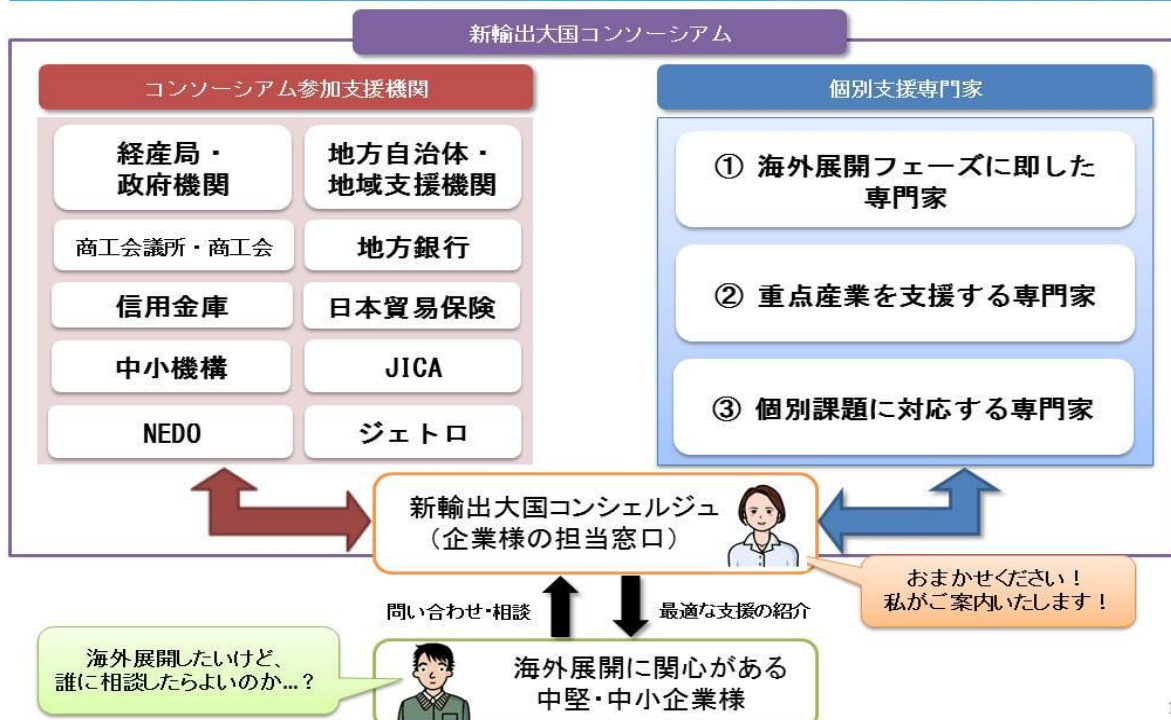 新輸出大国コンソーシアム
コンソーシアム参加支援機関
経産局・
政府機関
地方自治体・
地域支援機関
商工会議所・商工会
地方銀行
信用金庫
日本貿易保険
中小機構
JICA
NEDO
ジェトロ
個別支援専門家
① 海外展開フェーズに即した
専門家
② 重点産業を支援する専門家
③ 個別課題に対応する専門家
新輸出大国コンシェルジュ
（企業様の担当窓口）
おまかせください！
私がご案内いたします！
問い合わせ・相談
最適な支援の紹介
海外展開したいけど、
誰に相談したらよいのか…？
海外展開に関心がある
中堅・中小企業様